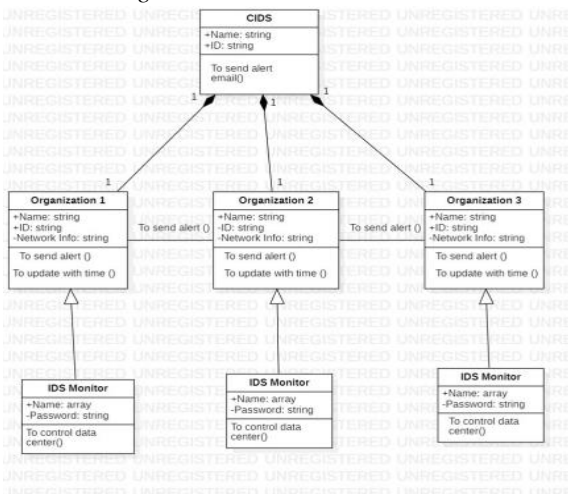 CIDS
+Name: string
+ID: string
To send alert
email()
1
1
1
1
1
1
Organization 1
+Name: string
+ID: string
-Network Info: string
To send alert ()
To update with time ()
To send alert ()
Organization 2
+Name: string
-ID: string
-Network Info: string
To send alert ()
To update with time ()
To send alert ()
Organization 3
+Name: string
+ID: string
-Network Info: string
To send alert ()
To update with time ()
IDS Monitor
+Name: array
-Password: string
To control data
center()
IDS Monitor
+Name: array
-Password: string
To control data
center()
IDS Monitor
+Name: array
-Password: string
To control data
center()
UNREGISTERED